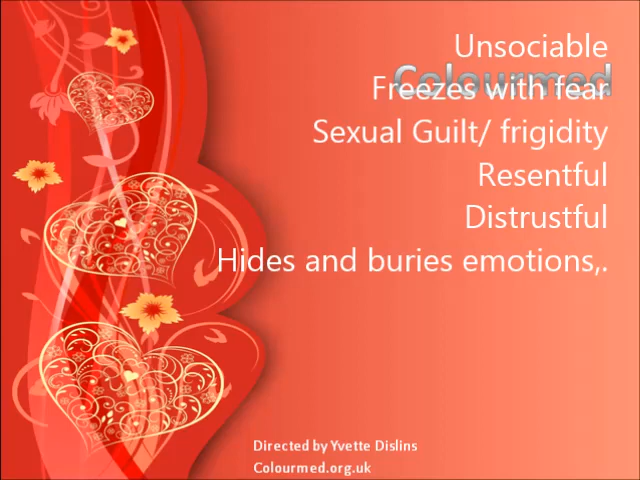 Unsociable
Colourmed
Freezes with fear
Sexual Guilt/ frigidity
Resentful
Distrustful
Hides and buries emotions,.
Directed by Yvette Dislins
Colourmed.org.uk